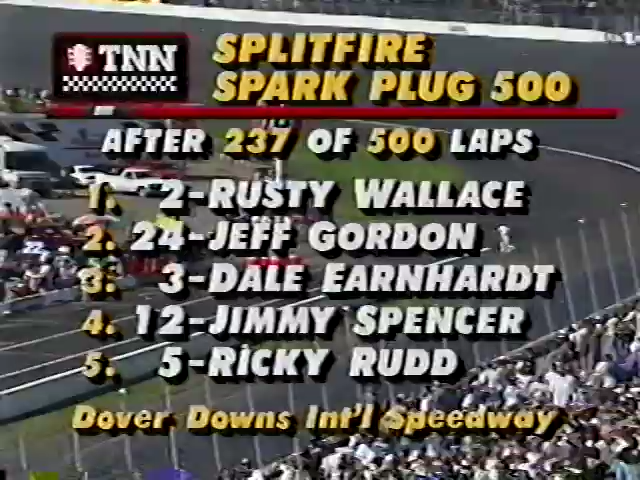 TNN
SPLITFIRE
SPARK PLUG 500
AFTER 237 OF 500 LAPS
1. 2-RUSTY WALLACE
2. 24-JEFF GORDON
3. 3-DALE EARNHARDT
4. 12-JIMMY SPENCER
5. 5-RICKY RUDD
Dover Downs Int'l Speedway
22